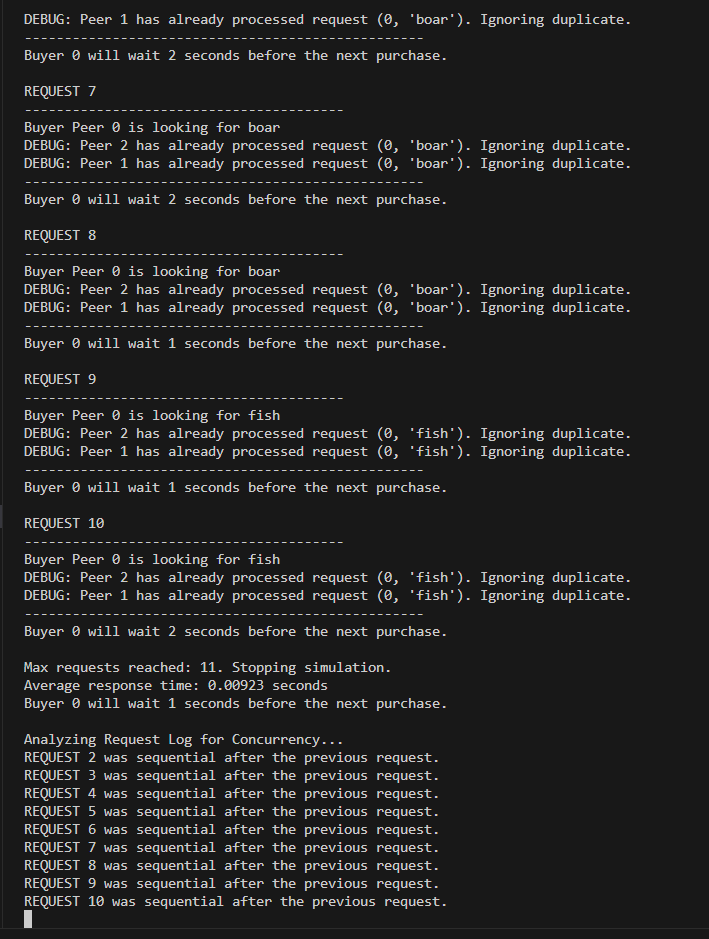 DEBUG: Peer 1 has already processed request (0, 'boar'). Ignoring duplicate.
--------------------------------------------------
Buyer 0 will wait 2 seconds before the next purchase.
REQUEST 7
----------------------------------------
Buyer Peer 0 is looking for boar
DEBUG: Peer 2 has already processed request (0, 'boar'). Ignoring duplicate.
DEBUG: Peer 1 has already processed request (0, 'boar'). Ignoring duplicate.
--------------------------------------------------
Buyer 0 will wait 2 seconds before the next purchase.
REQUEST 8
----------------------------------------
Buyer Peer 0 is looking for boar
DEBUG: Peer 2 has already processed request (0, 'boar'). Ignoring duplicate.
DEBUG: Peer 1 has already processed request (0, 'boar'). Ignoring duplicate.
--------------------------------------------------
Buyer 0 will wait 1 seconds before the next purchase.
REQUEST 9
----------------------------------------
Buyer Peer 0 is looking for fish
DEBUG: Peer 2 has already processed request (0, 'fish'). Ignoring duplicate.
DEBUG: Peer 1 has already processed request (0, 'fish'). Ignoring duplicate.
--------------------------------------------------
Buyer 0 will wait 1 seconds before the next purchase.
REQUEST 10
----------------------------------------
Buyer Peer 0 is looking for fish
DEBUG: Peer 2 has already processed request (0, 'fish'). Ignoring duplicate.
DEBUG: Peer 1 has already processed request (0, 'fish'). Ignoring duplicate.
--------------------------------------------------
Buyer 0 will wait 2 seconds before the next purchase.
Max requests reached: 11. Stopping simulation.
Average response time: 0.00923 seconds
Buyer 0 will wait 1 seconds before the next purchase.
Analyzing Request Log for Concurrency...
REQUEST 2 was sequential after the previous request.
REQUEST 3 was sequential after the previous request.
REQUEST 4 was sequential after the previous request.
REQUEST 5 was sequential after the previous request.
REQUEST 6 was sequential after the previous request.
REQUEST 7 was sequential after the previous request.
REQUEST 8 was sequential after the previous request.
REQUEST 9 was sequential after the previous request.
REQUEST 10 was sequential after the previous request.